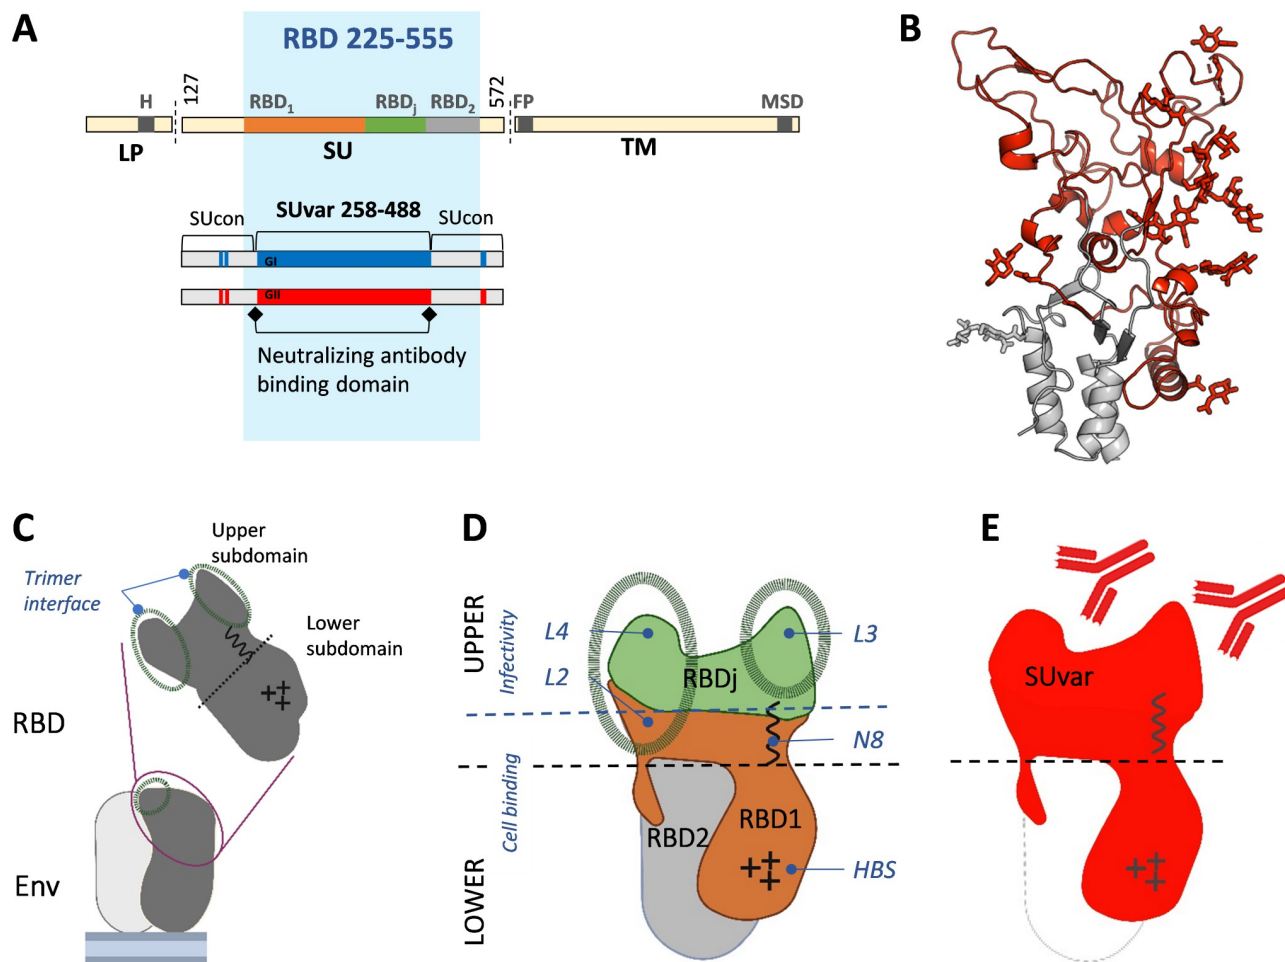 A
RBD 225-555
127
572
H
RBD1
RBDj
RBD2
FP
MSD
LP
SU
TM
SUcon
SUvar 258-488
SUcon
GI
GII
Neutralizing antibody
binding domain
B
C
Upper
subdomain
Trimer
interface
Lower
subdomain
++
+
RBD
Env
D
UPPER
Infectivity
L4
L3
L2
RBDj
N8
Cell binding
LOWER
RBD2
RBD1
++
+
HBS
E
SUvar
++
+